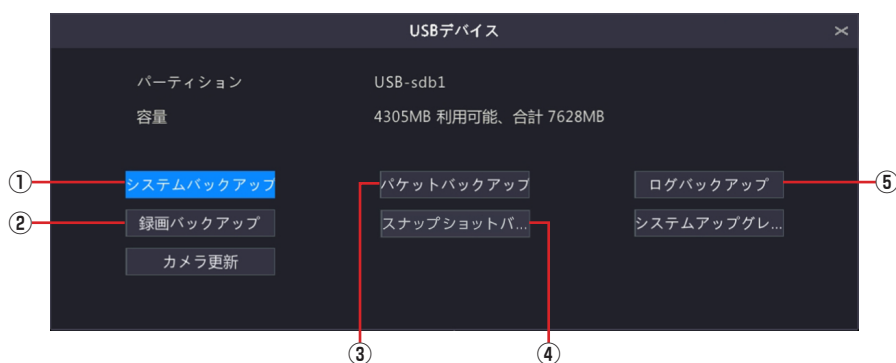 USBデバイス
パーティション USB-sdb1
容量 4305MB 利用可能、合計 7628MB
① システムバックアップ パケットバックアップ ログバックアップ ⑤
② 録画バックアップ スナップショットバ... システムアップグレ...
カメラ更新
③ ④